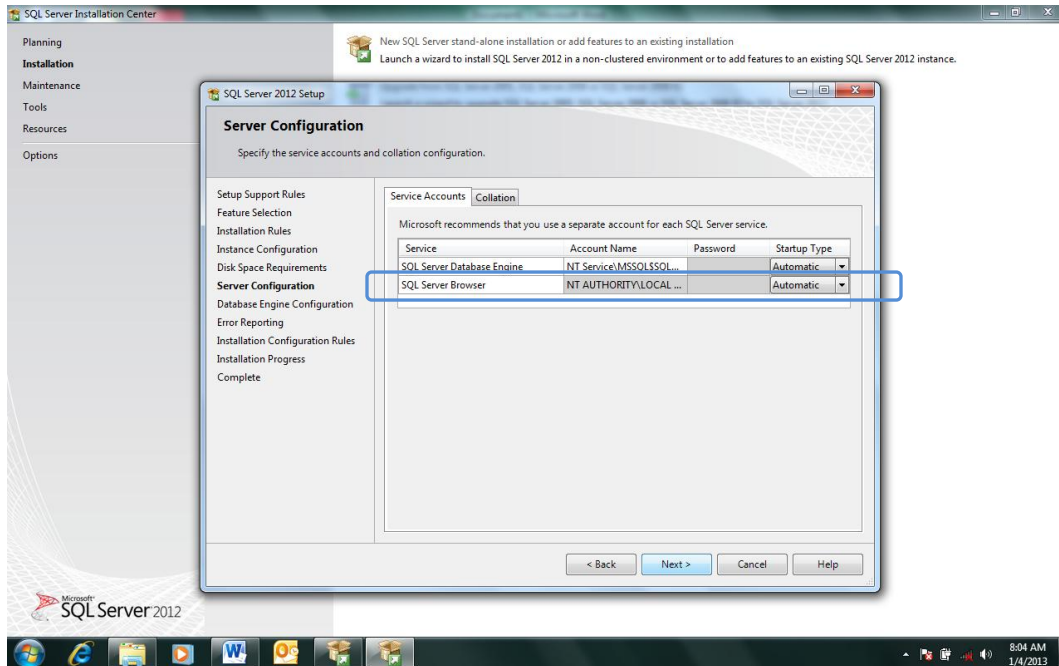 SQL Server Installation Center
Planning
Installation
Maintenance
Tools
Resources
Options
New SQL Server stand-alone installation or add features to an existing installation
Launch a wizard to install SQL Server 2012 in a non-clustered environment or to add features to an existing SQL Server 2012 instance.
SQL Server 2012 Setup
Server Configuration
Specify the service accounts and collation configuration.
Setup Support Rules
Feature Selection
Installation Rules
Instance Configuration
Disk Space Requirements
Server Configuration
Database Engine Configuration
Error Reporting
Installation Configuration Rules
Installation Progress
Complete
Service Accounts Collation
Microsoft recommends that you use a separate account for each SQL Server service.
Service Account Name Password Startup Type
SQL Server Database Engine NT Service\MSSQL$SQL... Automatic
SQL Server Browser NT AUTHORITY\LOCAL ... Automatic
< Back Next > Cancel Help
Microsoft
SQL Server 2012
8:04 AM
1/4/2013